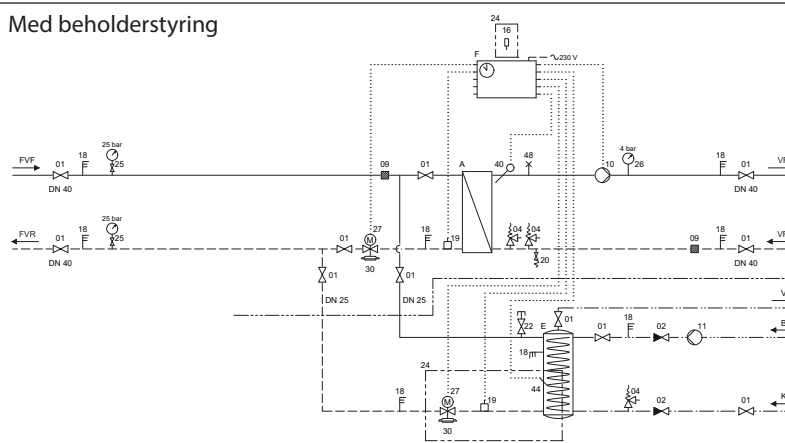 Med beholderstyring
24
16
F
230 V
25 bar
4 bar
FVF 01 18 25 09 01 A 40 48 10 26 18 01
DN 40
DN 40
25 bar
FVR 01 18 25 01 27 18 19 04 04 09 18 01
DN 40
30
20
DN 40
01 01
DN 25 DN 25
22 E 01 01 18 02 11
18
24
18 27 19 44 04 02 01
30